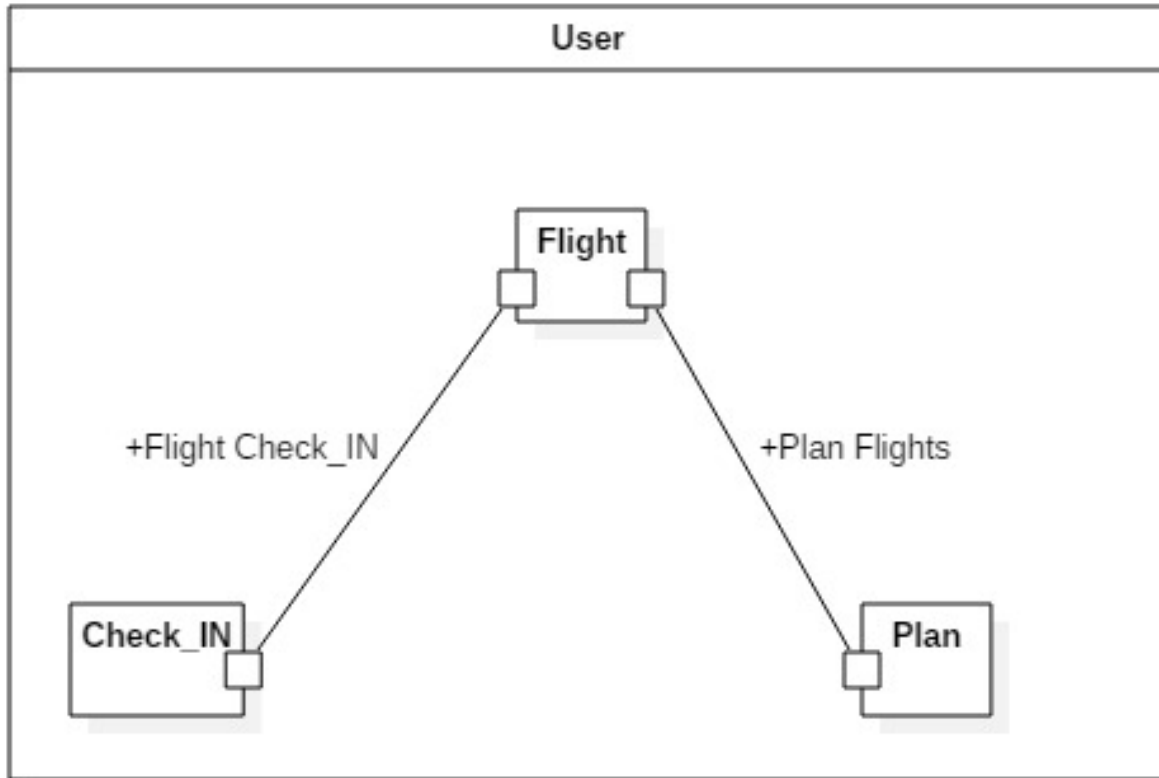 User
Flight
+Flight Check_IN
+Plan Flights
Check_IN
Plan